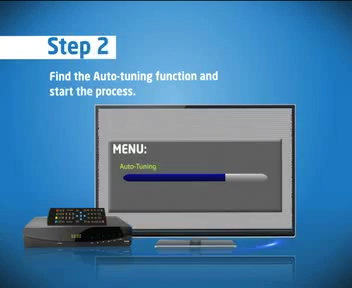 Step 2
Find the Auto-tuning function and
start the process.
MENU:
Auto-Tuning